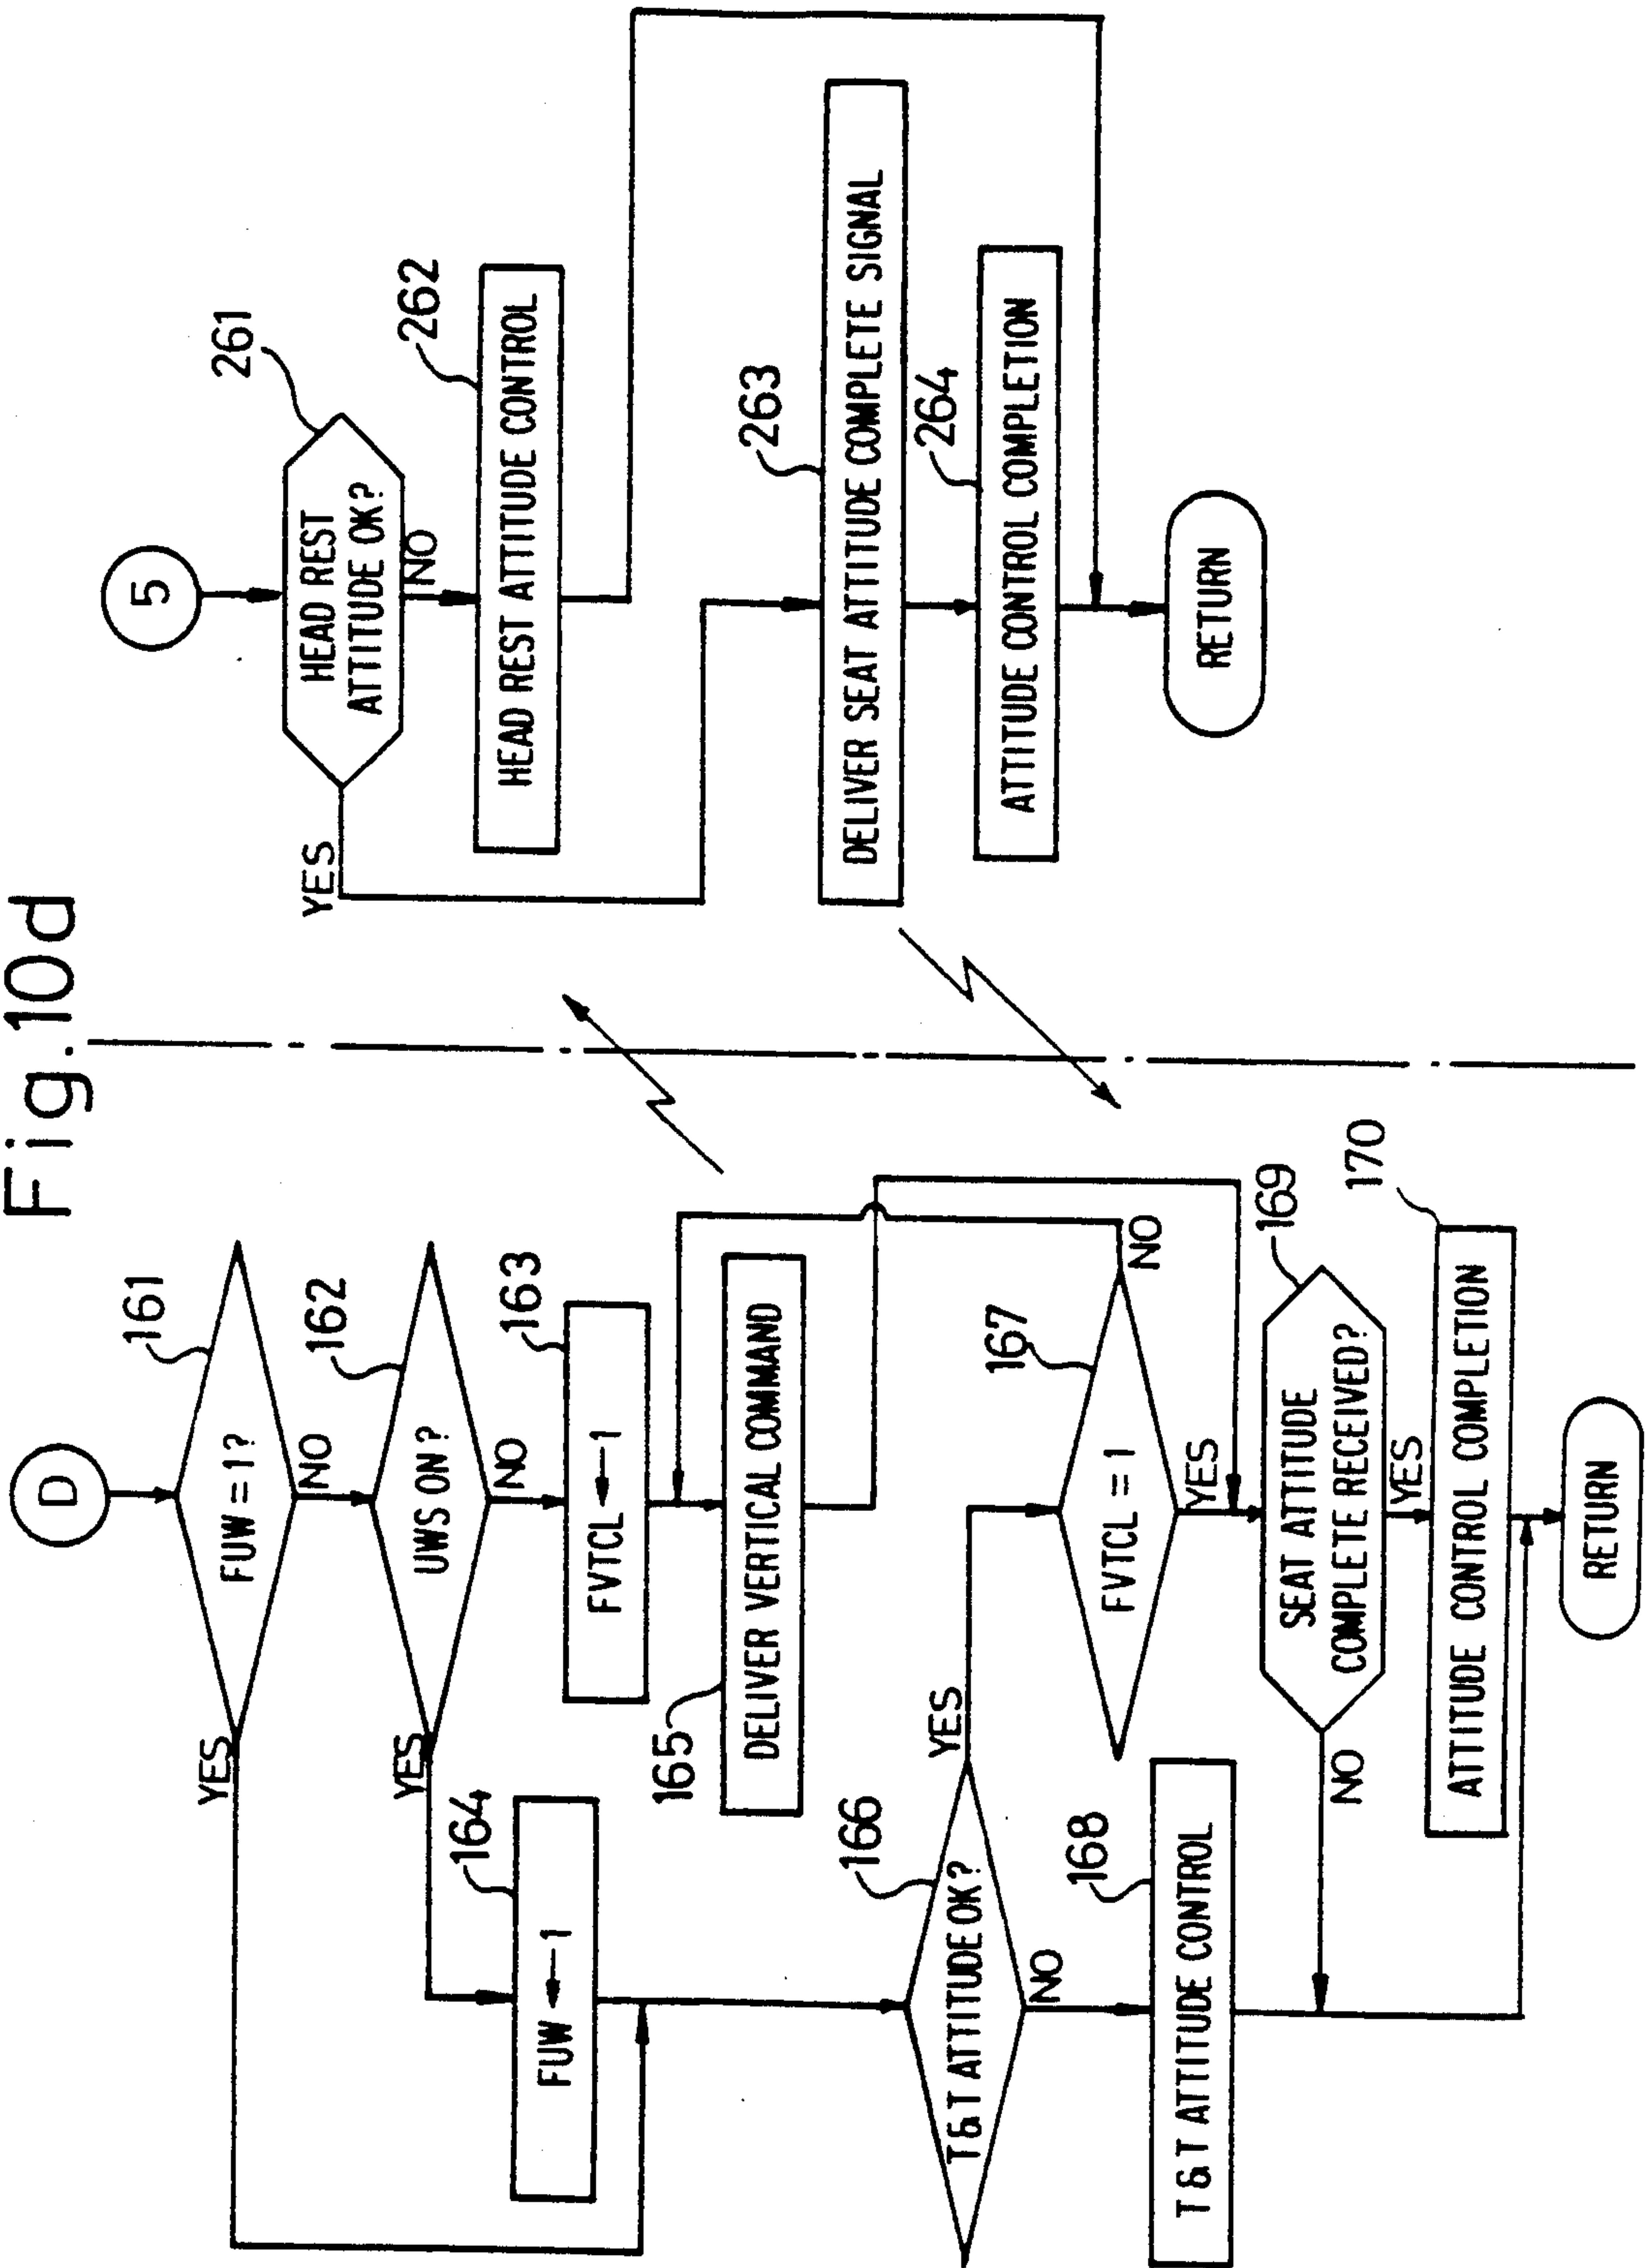 Fig.10d
D
161
FUW = 1?
YES
NO
162
UWS ON?
YES
NO
163
FVTCL ← 1
164
FUW ← 1
165
DELIVER VERTICAL COMMAND
166
T&T ATTITUDE OK?
YES
NO
167
FVTCL = 1
NO
YES
168
T&T ATTITUDE CONTROL
169
SEAT ATTITUDE
COMPLETE RECEIVED?
NO
YES
170
ATTITUDE CONTROL COMPLETION
RETURN
5
261
HEAD REST
ATTITUDE OK?
YES
NO
262
HEAD REST ATTITUDE CONTROL
263
DELIVER SEAT ATTITUDE COMPLETE SIGNAL
264
ATTITUDE CONTROL COMPLETION
RETURN